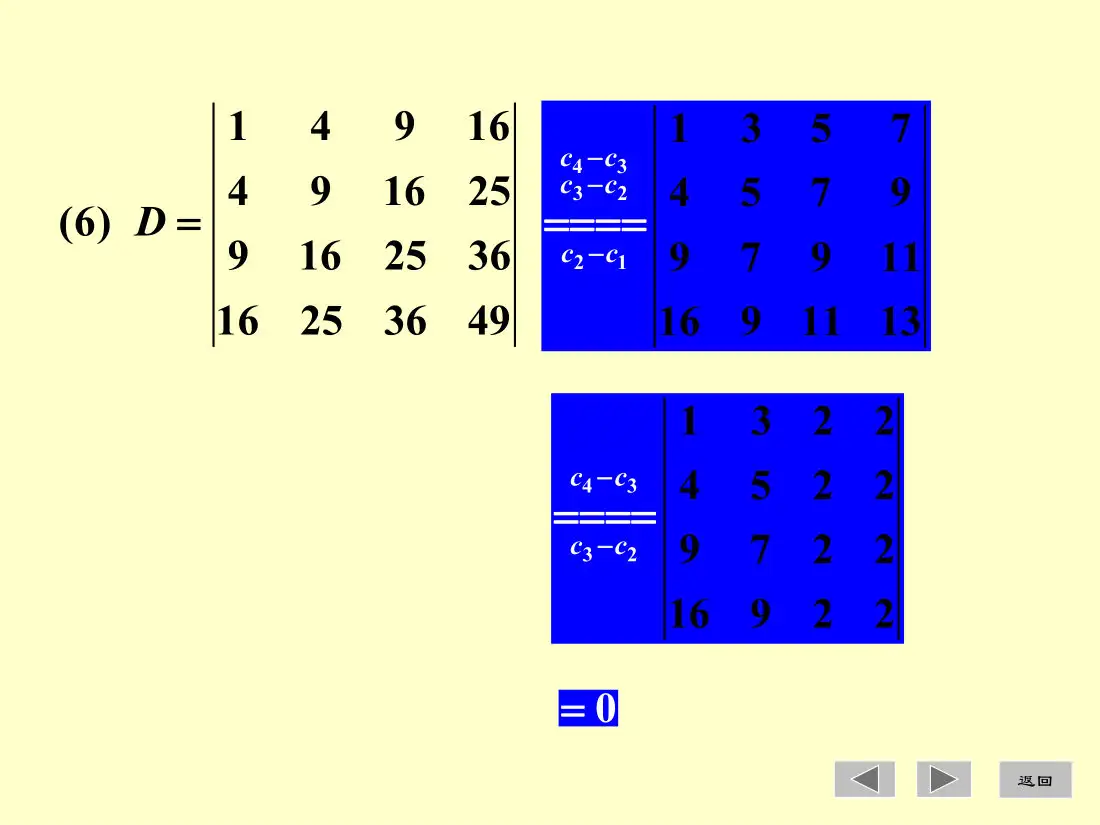 (6) D = | 1 4 9 16 |
| 4 9 16 25 |
| 9 16 25 36 |
| 16 25 36 49 |
c₄−c₃
c₃−c₂
====
c₂−c₁
| 1 3 5 7 |
| 4 5 7 9 |
| 9 7 9 11 |
| 16 9 11 13 |
c₄−c₃
====
c₃−c₂
| 1 3 2 2 |
| 4 5 2 2 |
| 9 7 2 2 |
| 16 9 2 2 |
= 0
返回